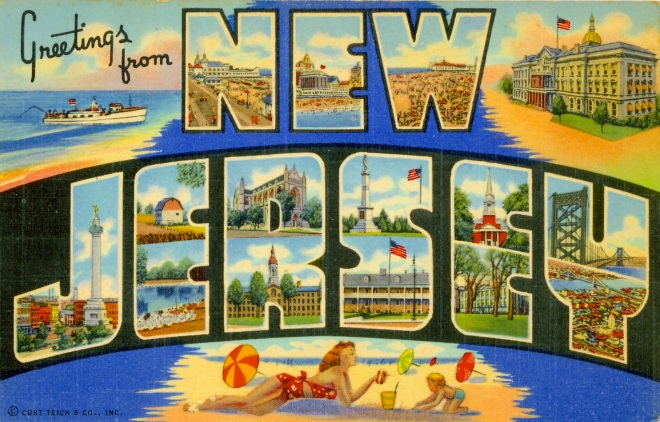 Greetings from
NEW
JERSEY
© CURT TEICH & CO., INC.